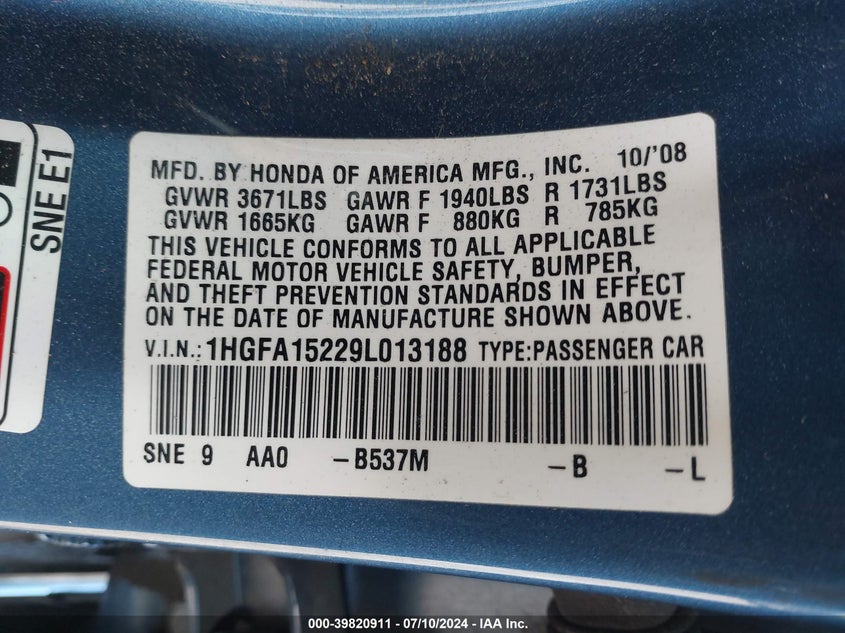 SNE E1
MFD. BY HONDA OF AMERICA MFG., INC. 10/'08
GVWR 3671LBS GAWR F 1940LBS R 1731LBS
GVWR 1665KG GAWR F 880KG R 785KG
THIS VEHICLE CONFORMS TO ALL APPLICABLE
FEDERAL MOTOR VEHICLE SAFETY, BUMPER,
AND THEFT PREVENTION STANDARDS IN EFFECT
ON THE DATE OF MANUFACTURE SHOWN ABOVE.
V.I.N.: 1HGFA15229L013188 TYPE:PASSENGER CAR
SNE 9 AA0 -B537M -B -L
000-39820911 - 07/10/2024 - IAA Inc.